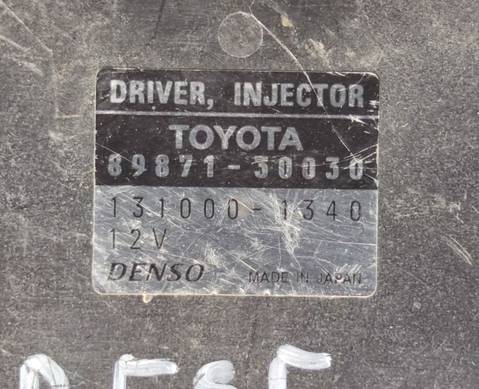 DRIVER, INJECTOR
TOYOTA
89871-30030
131000-1340
12V
DENSO MADE IN JAPAN